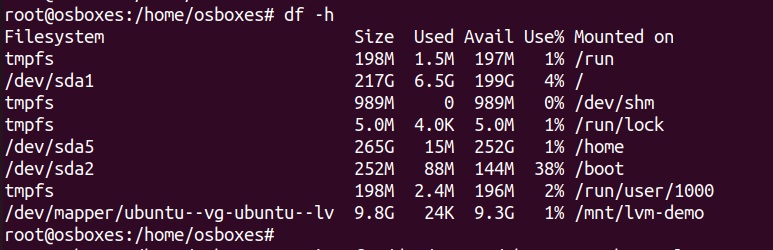 root@osboxes:/home/osboxes# df -h
Filesystem                         Size  Used Avail Use% Mounted on
tmpfs                              198M  1.5M  197M   1% /run
/dev/sda1                          217G  6.5G  199G   4% /
tmpfs                              989M     0  989M   0% /dev/shm
tmpfs                              5.0M  4.0K  5.0M   1% /run/lock
/dev/sda5                          265G   15M  252G   1% /home
/dev/sda2                          252M   88M  144M  38% /boot
tmpfs                              198M  2.4M  196M   2% /run/user/1000
/dev/mapper/ubuntu--vg-ubuntu--lv  9.8G   24K  9.3G   1% /mnt/lvm-demo
root@osboxes:/home/osboxes#